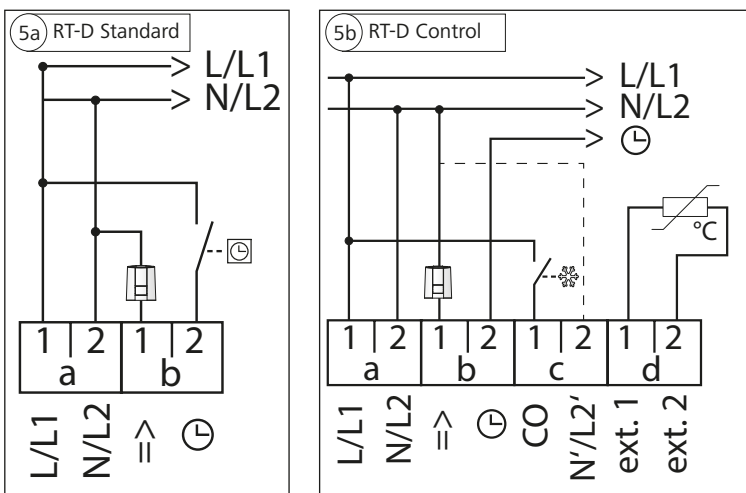 5a) RT-D Standard
L/L1
N/L2
1 2 1 2
a b
L/L1 N/L2 =>
5b) RT-D Control
L/L1
N/L2
°C
1 2 1 2 1 2 1 2
a b c d
L/L1 N/L2 => CO N'/L2' ext. 1 ext. 2